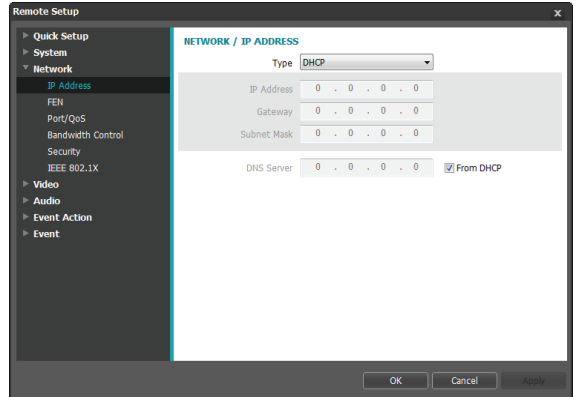 Remote Setup x
Quick Setup
System
Network
IP Address
FEN
Port/QoS
Bandwidth Control
Security
IEEE 802.1X
Video
Audio
Event Action
Event
NETWORK / IP ADDRESS
Type DHCP
IP Address 0 . 0 . 0 . 0
Gateway 0 . 0 . 0 . 0
Subnet Mask 0 . 0 . 0 . 0
DNS Server 0 . 0 . 0 . 0 From DHCP
OK Cancel Apply